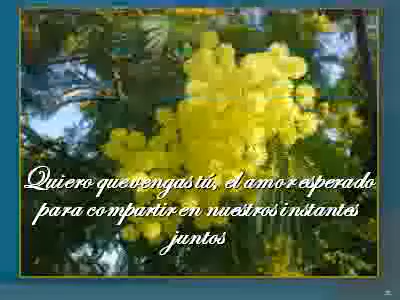 Quiero que vengas tú, el amor esperado
para compartir en nuestros instantes
juntos